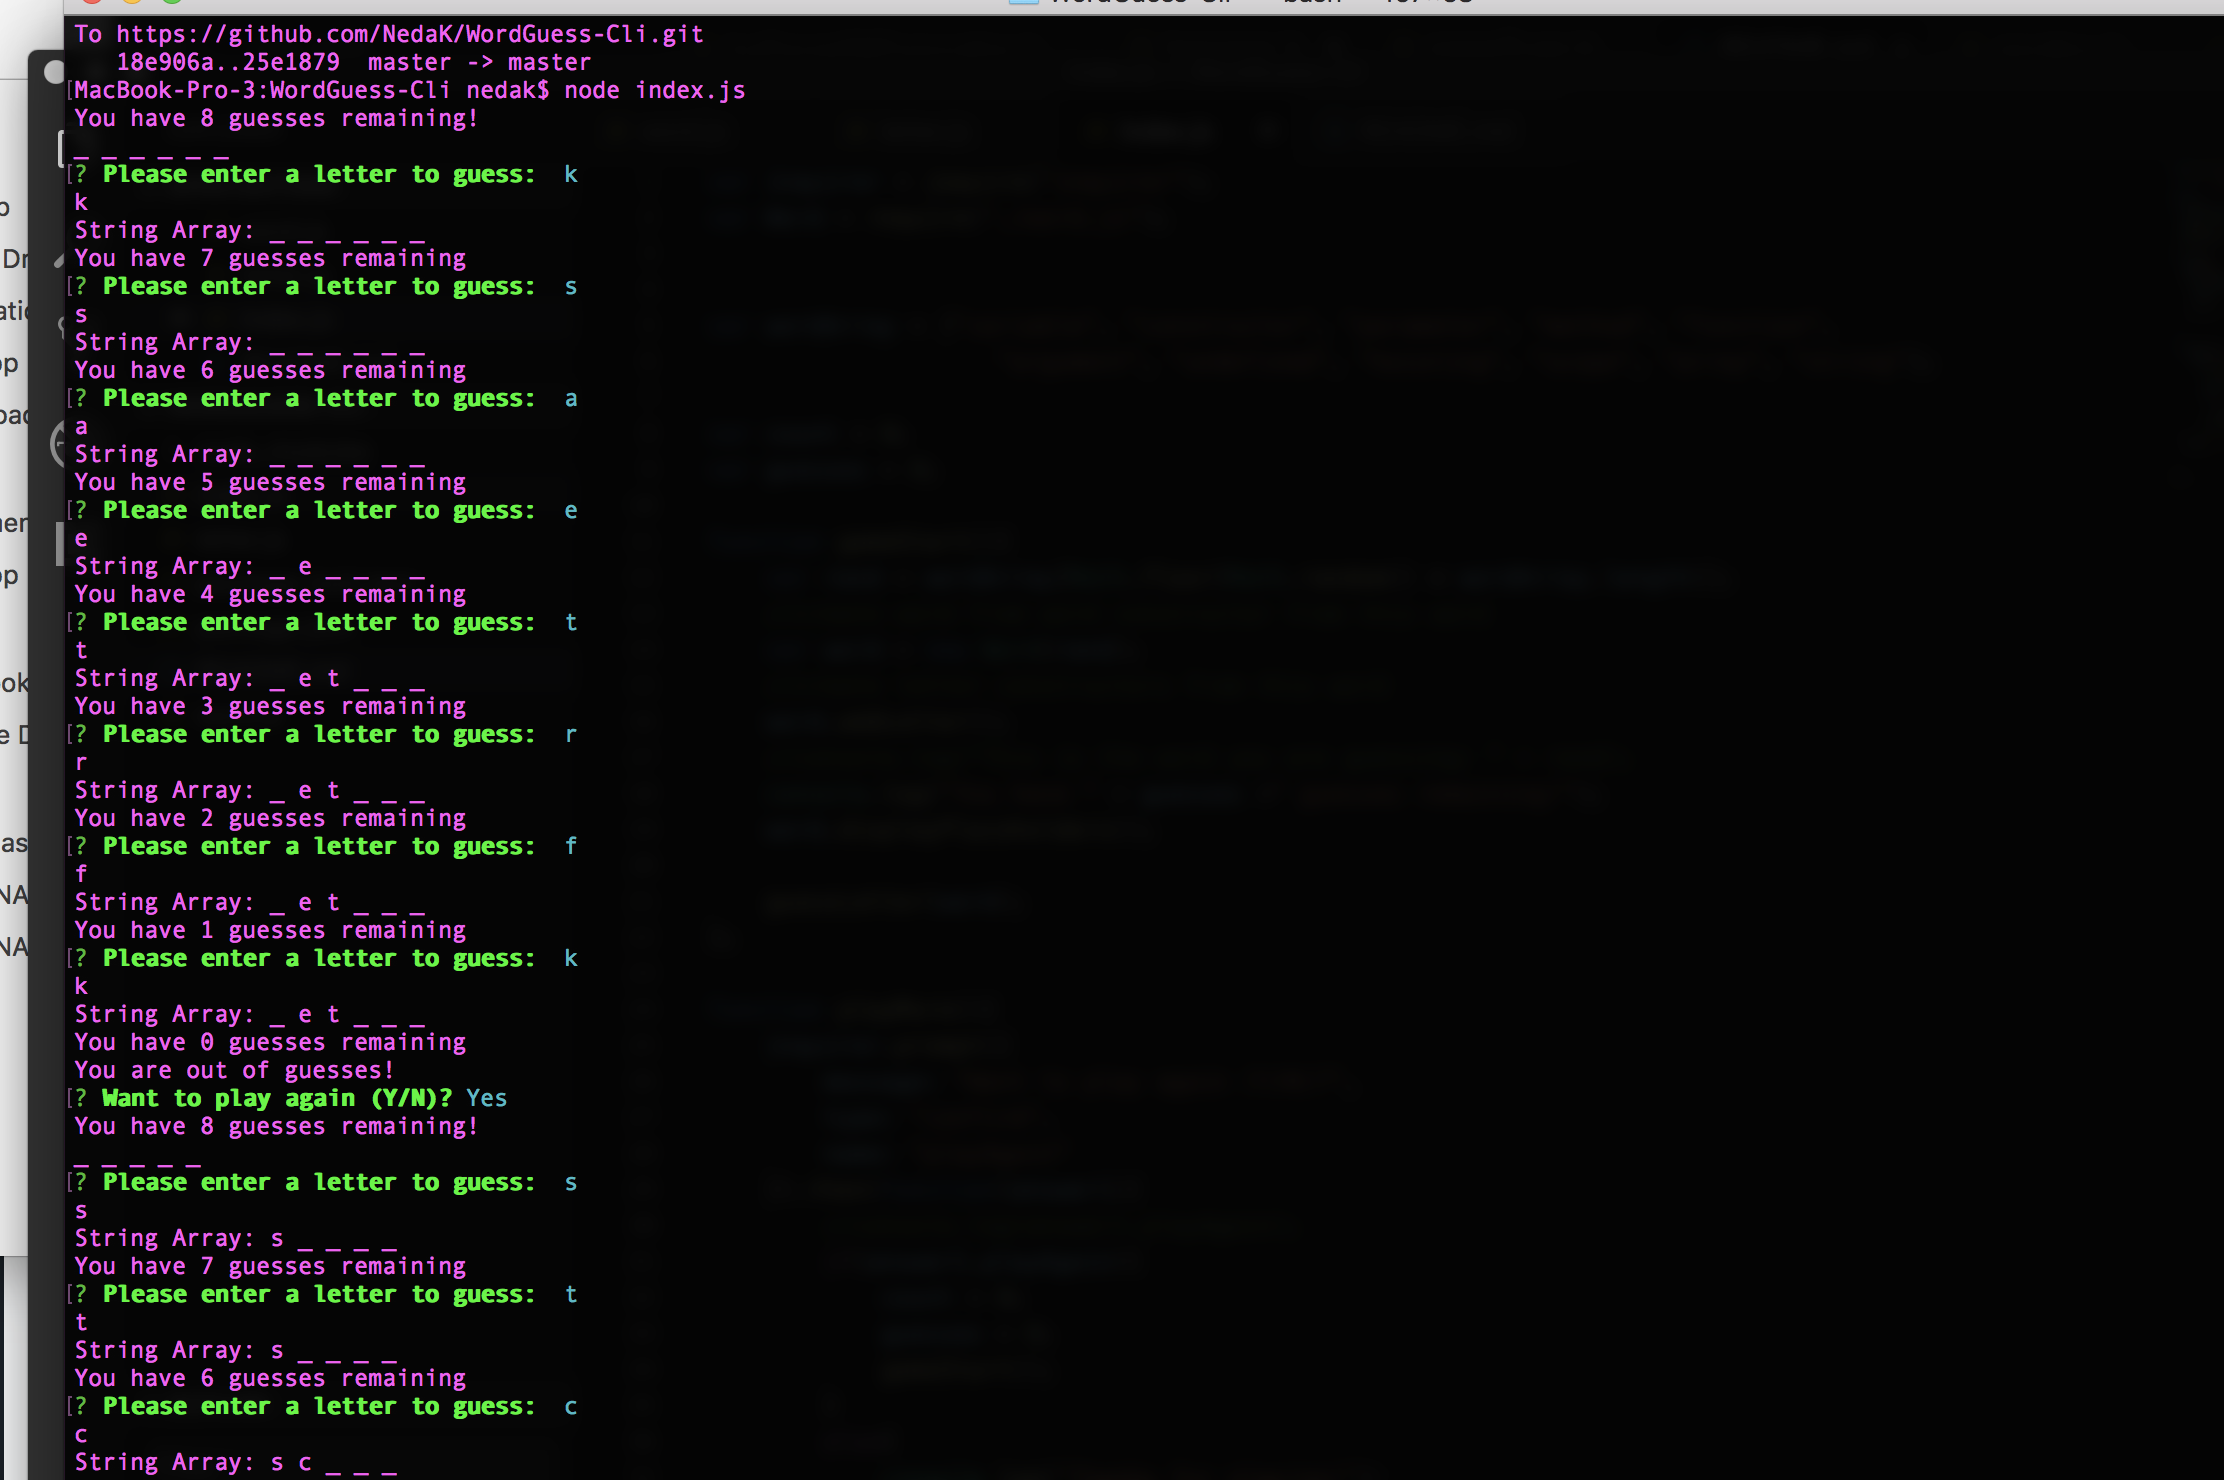 To https://github.com/NedaK/WordGuess-Cli.git
18e906a..25e1879 master -> master
MacBook-Pro-3:WordGuess-Cli nedak$ node index.js
You have 8 guesses remaining!
_ _ _ _ _ _
? Please enter a letter to guess: k
k
String Array: _ _ _ _ _ _
You have 7 guesses remaining
? Please enter a letter to guess: s
s
String Array: _ _ _ _ _ _
You have 6 guesses remaining
? Please enter a letter to guess: a
a
String Array: _ _ _ _ _ _
You have 5 guesses remaining
? Please enter a letter to guess: e
e
String Array: _ e _ _ _ _
You have 4 guesses remaining
? Please enter a letter to guess: t
t
String Array: _ e t _ _ _
You have 3 guesses remaining
? Please enter a letter to guess: r
r
String Array: _ e t _ _ _
You have 2 guesses remaining
? Please enter a letter to guess: f
f
String Array: _ e t _ _ _
You have 1 guesses remaining
? Please enter a letter to guess: k
k
String Array: _ e t _ _ _
You have 0 guesses remaining
You are out of guesses!
? Want to play again (Y/N)? Yes
You have 8 guesses remaining!
_ _ _ _ _
? Please enter a letter to guess: s
s
String Array: s _ _ _ _
You have 7 guesses remaining
? Please enter a letter to guess: t
t
String Array: s _ _ _ _
You have 6 guesses remaining
? Please enter a letter to guess: c
c
String Array: s c _ _ _